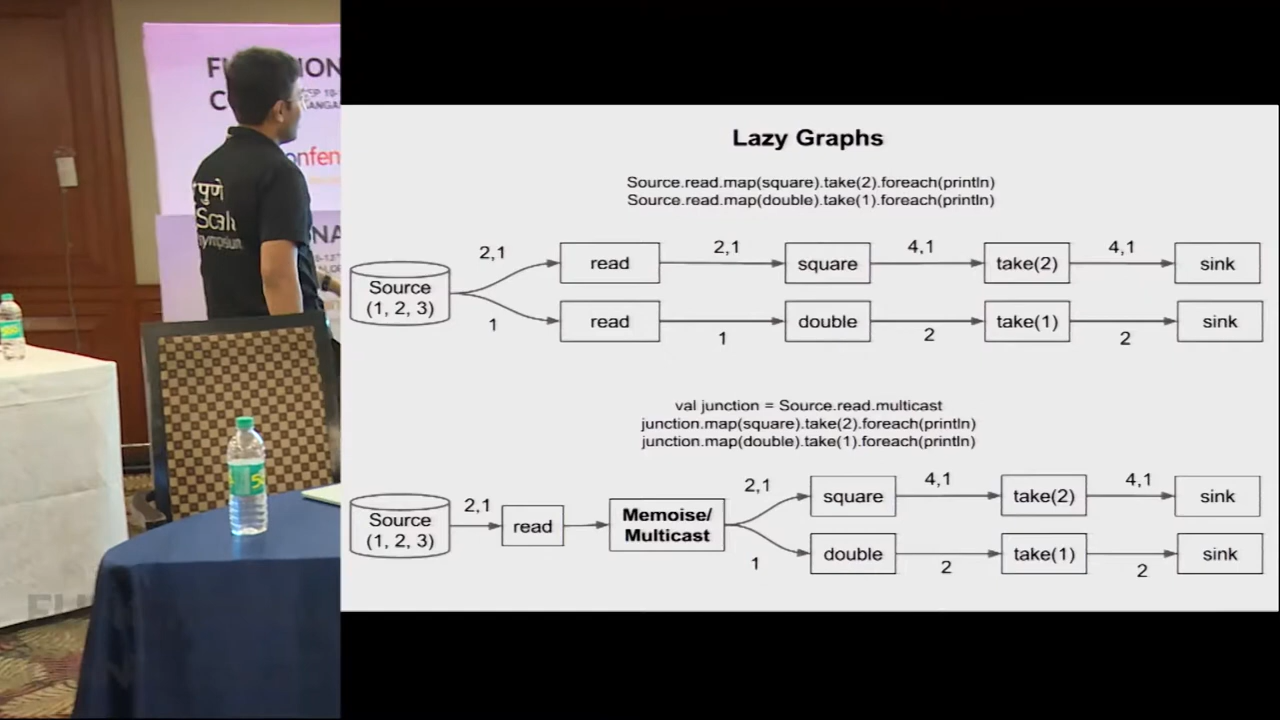 पुणे
Scala
symposium
Lazy Graphs
Source.read.map(square).take(2).foreach(println)
Source.read.map(double).take(1).foreach(println)
Source
(1, 2, 3)
2,1
read
2,1
square
4,1
take(2)
4,1
sink
1
read
1
double
2
take(1)
2
sink
val junction = Source.read.multicast
junction.map(square).take(2).foreach(println)
junction.map(double).take(1).foreach(println)
Source
(1, 2, 3)
2,1
read
Memoise/
Multicast
2,1
square
4,1
take(2)
4,1
sink
1
double
2
take(1)
2
sink